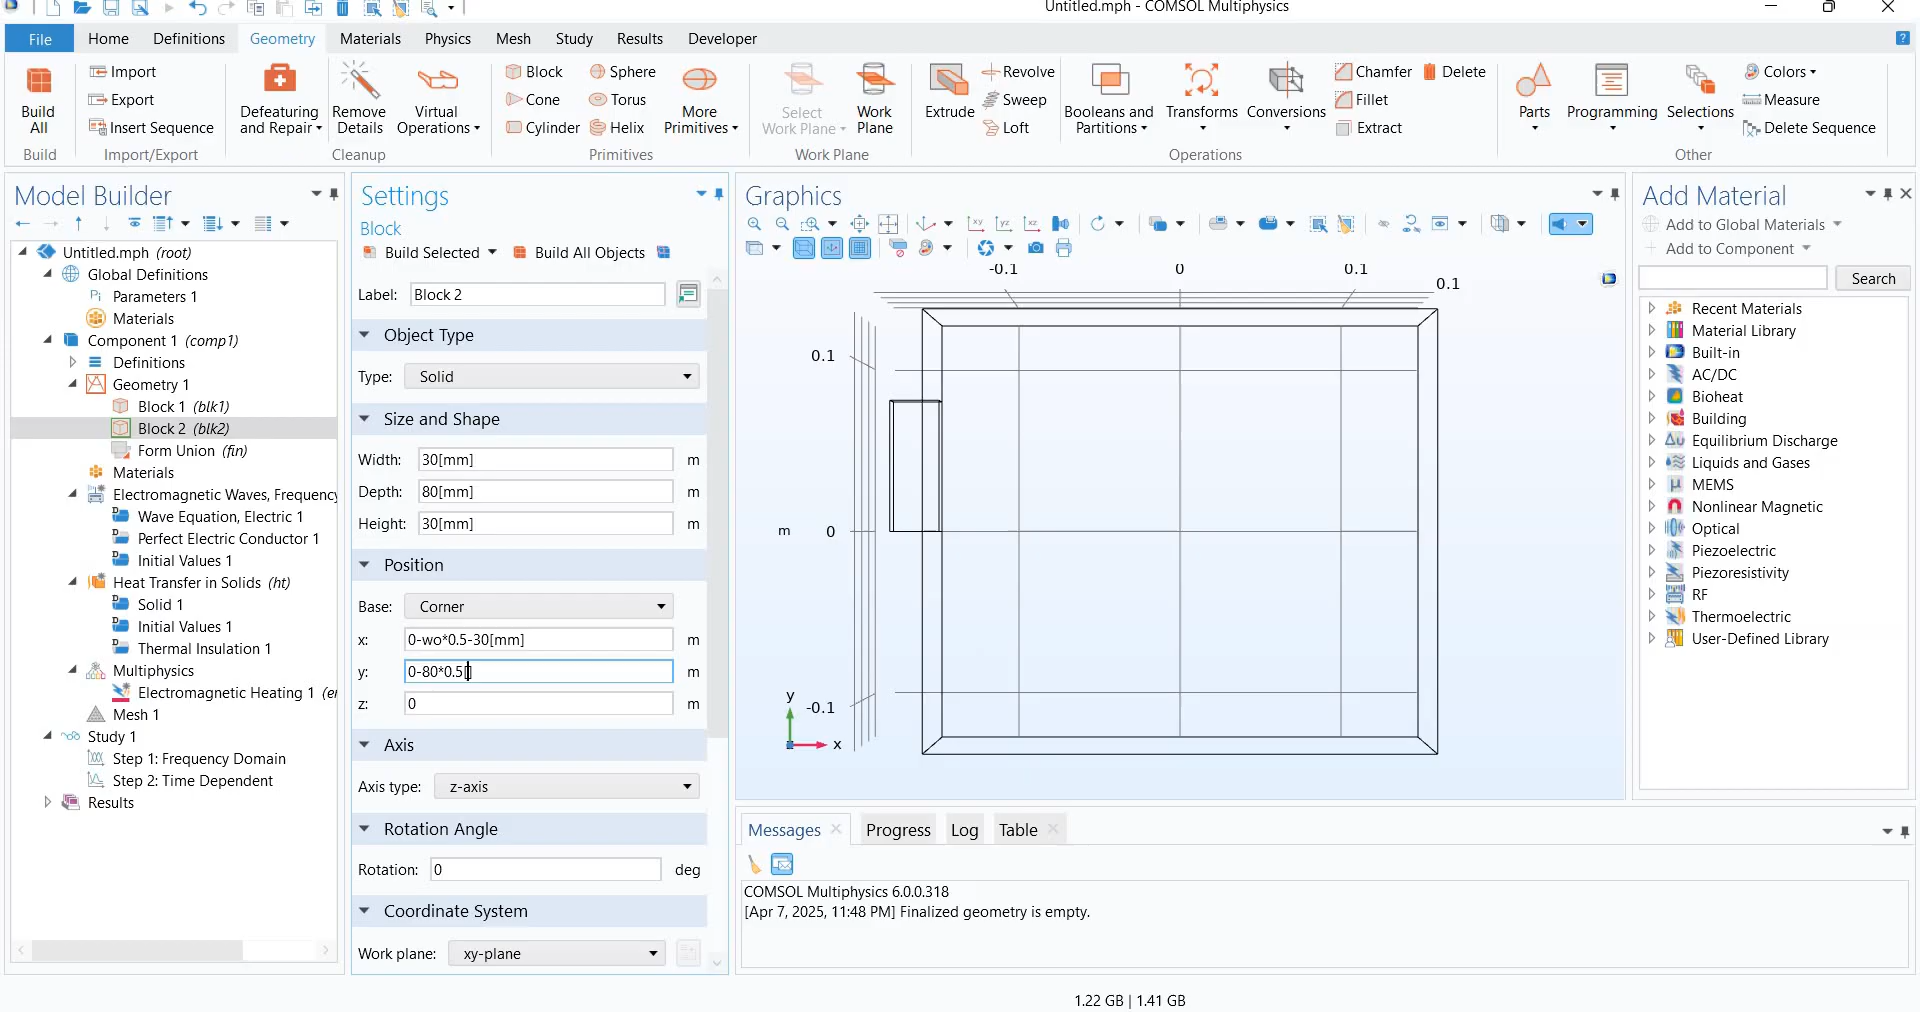 Untitled.mph - COMSOL Multiphysics
File Home Definitions Geometry Materials Physics Mesh Study Results Developer
Build All
Build
Import
Export
Insert Sequence
Import/Export
Defeaturing and Repair
Remove Details
Virtual Operations
Cleanup
Block Sphere
Cone Torus
Cylinder Helix
More Primitives
Primitives
Select Work Plane
Work Plane
Work Plane
Extrude
Revolve
Sweep
Loft
Booleans and Partitions
Transforms
Conversions
Chamfer Delete
Fillet
Extract
Operations
Parts
Programming
Selections
Colors
Measure
Delete Sequence
Other
Model Builder
Untitled.mph (root)
Global Definitions
Pi Parameters 1
Materials
Component 1 (comp1)
Definitions
Geometry 1
Block 1 (blk1)
Block 2 (blk2)
Form Union (fin)
Materials
Electromagnetic Waves, Frequency
Wave Equation, Electric 1
Perfect Electric Conductor 1
Initial Values 1
Heat Transfer in Solids (ht)
Solid 1
Initial Values 1
Thermal Insulation 1
Multiphysics
Electromagnetic Heating 1 (e
Mesh 1
Study 1
Step 1: Frequency Domain
Step 2: Time Dependent
Results
Settings
Block
Build Selected Build All Objects
Label: Block 2
Object Type
Type: Solid
Size and Shape
Width: 30[mm] m
Depth: 80[mm] m
Height: 30[mm] m
Position
Base: Corner
x: 0-wo*0.5-30[mm] m
y: 0-80*0.5[] m
z: 0 m
Axis
Axis type: z-axis
Rotation Angle
Rotation: 0 deg
Coordinate System
Work plane: xy-plane
Graphics
xy yz xz
-0.1 0 0.1
0.1
0.1
m 0
-0.1
y
x
Messages Progress Log Table
COMSOL Multiphysics 6.0.0.318
[Apr 7, 2025, 11:48 PM] Finalized geometry is empty.
Add Material
Add to Global Materials
Add to Component
Search
Recent Materials
Material Library
Built-in
AC/DC
Bioheat
Building
Equilibrium Discharge
Liquids and Gases
MEMS
Nonlinear Magnetic
Optical
Piezoelectric
Piezoresistivity
RF
Thermoelectric
User-Defined Library
1.22 GB | 1.41 GB